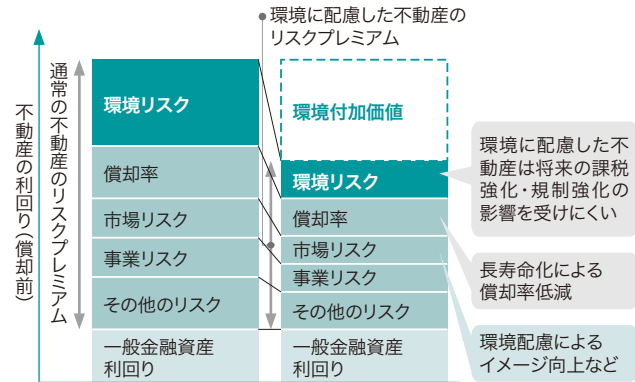 環境に配慮した不動産の
リスクプレミアム
不動産の利回り（償却前）
通常の不動産のリスクプレミアム
環境リスク
償却率
市場リスク
事業リスク
その他のリスク
一般金融資産
利回り
環境付加価値
環境リスク
償却率
市場リスク
事業リスク
その他のリスク
一般金融資産
利回り
環境に配慮した不
動産は将来の課税
強化・規制強化の
影響を受けにくい
長寿命化による
償却率低減
環境配慮による
イメージ向上など